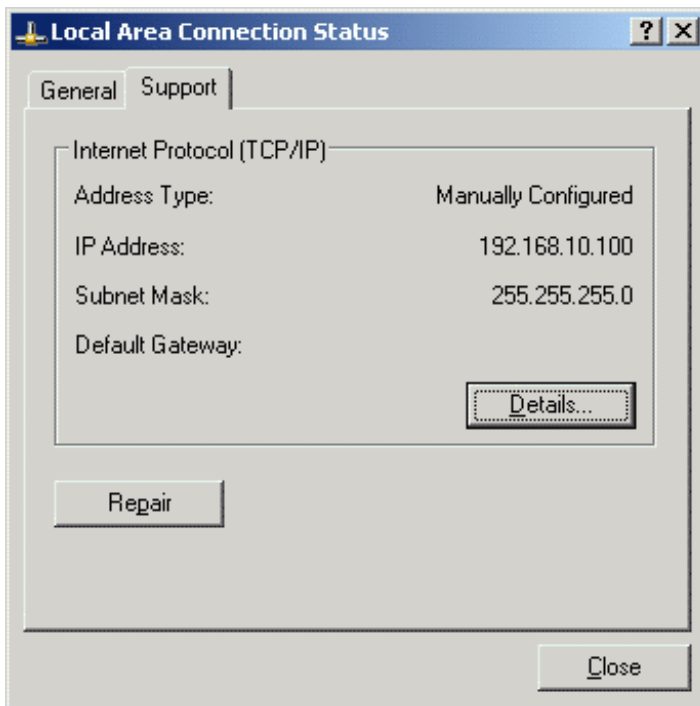 Local Area Connection Status
General Support
Internet Protocol (TCP/IP)
Address Type: Manually Configured
IP Address: 192.168.10.100
Subnet Mask: 255.255.255.0
Default Gateway:
Details...
Repair
Close